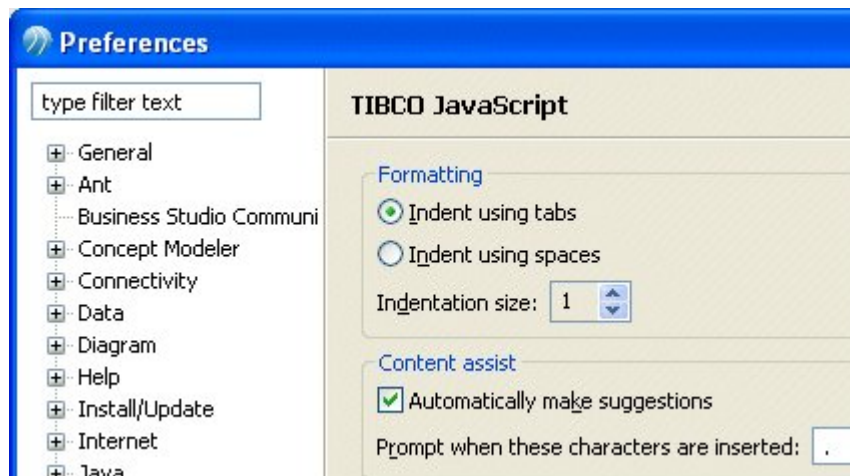 Preferences
type filter text
General
Ant
Business Studio Communi
Concept Modeler
Connectivity
Data
Diagram
Help
Install/Update
Internet
Java
TIBCO JavaScript
Formatting
Indent using tabs
Indent using spaces
Indentation size: 1
Content assist
Automatically make suggestions
Prompt when these characters are inserted: .